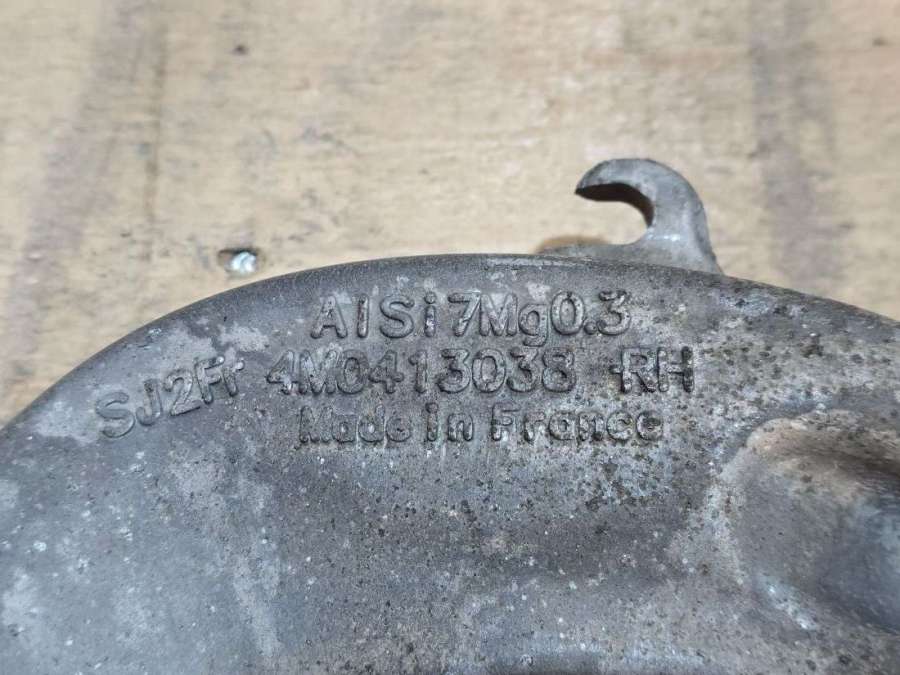 AlSi7Mg0.3
SJ2Fr 4M0413038 RH
Made in France